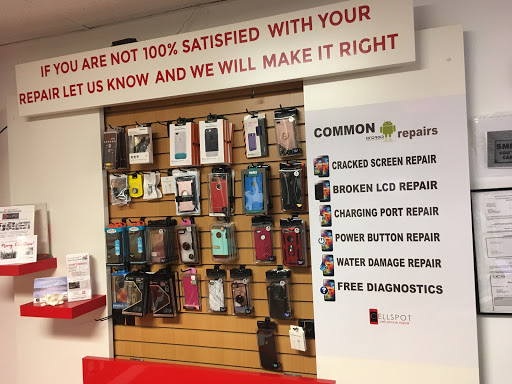 IF YOU ARE NOT 100% SATISFIED WITH YOUR
REPAIR LET US KNOW AND WE WILL MAKE IT RIGHT
COMMON
repairs
CRACKED SCREEN REPAIR
BROKEN LCD REPAIR
CHARGING PORT REPAIR
POWER BUTTON REPAIR
WATER DAMAGE REPAIR
FREE DIAGNOSTICS
CELLSPOT